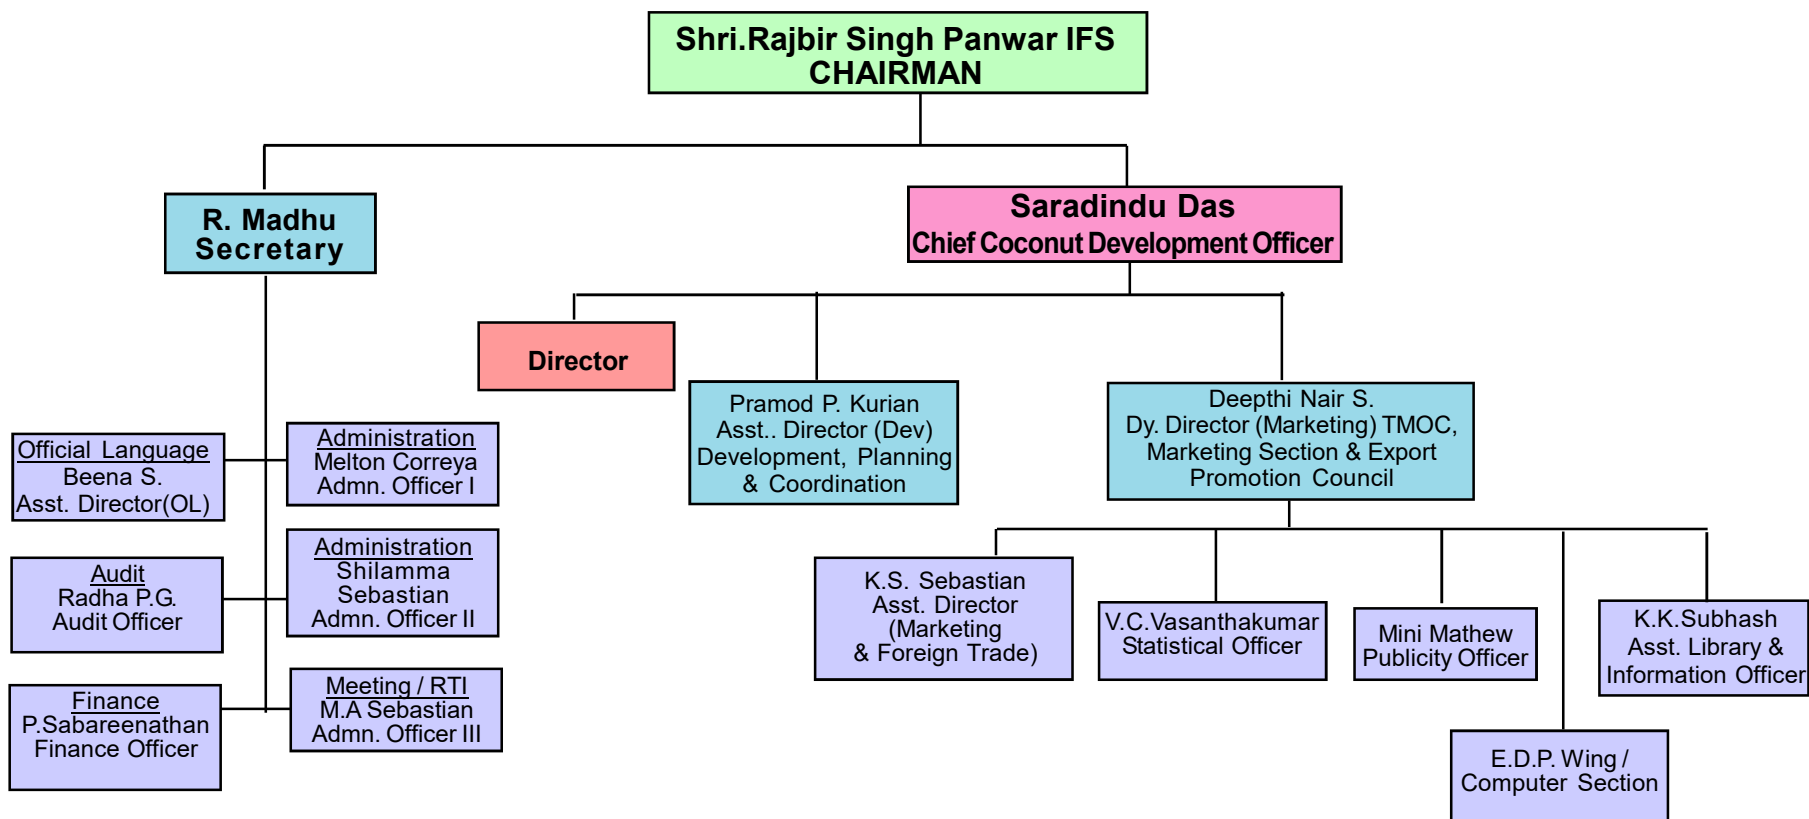 Shri.Rajbir Singh Panwar IFS
CHAIRMAN
R. Madhu
Secretary
Saradindu Das
Chief Coconut Development Officer
Director
Pramod P. Kurian
Asst.. Director (Dev)
Development, Planning
& Coordination
Deepthi Nair S.
Dy. Director (Marketing) TMOC,
Marketing Section & Export
Promotion Council
Official Language
Beena S.
Asst. Director(OL)
Administration
Melton Correya
Admn. Officer I
Audit
Radha P.G.
Audit Officer
Administration
Shilamma
Sebastian
Admn. Officer II
Finance
P.Sabareenathan
Finance Officer
Meeting / RTI
M.A Sebastian
Admn. Officer III
K.S. Sebastian
Asst. Director
(Marketing
& Foreign Trade)
V.C.Vasanthakumar
Statistical Officer
Mini Mathew
Publicity Officer
K.K.Subhash
Asst. Library &
Information Officer
E.D.P. Wing /
Computer Section